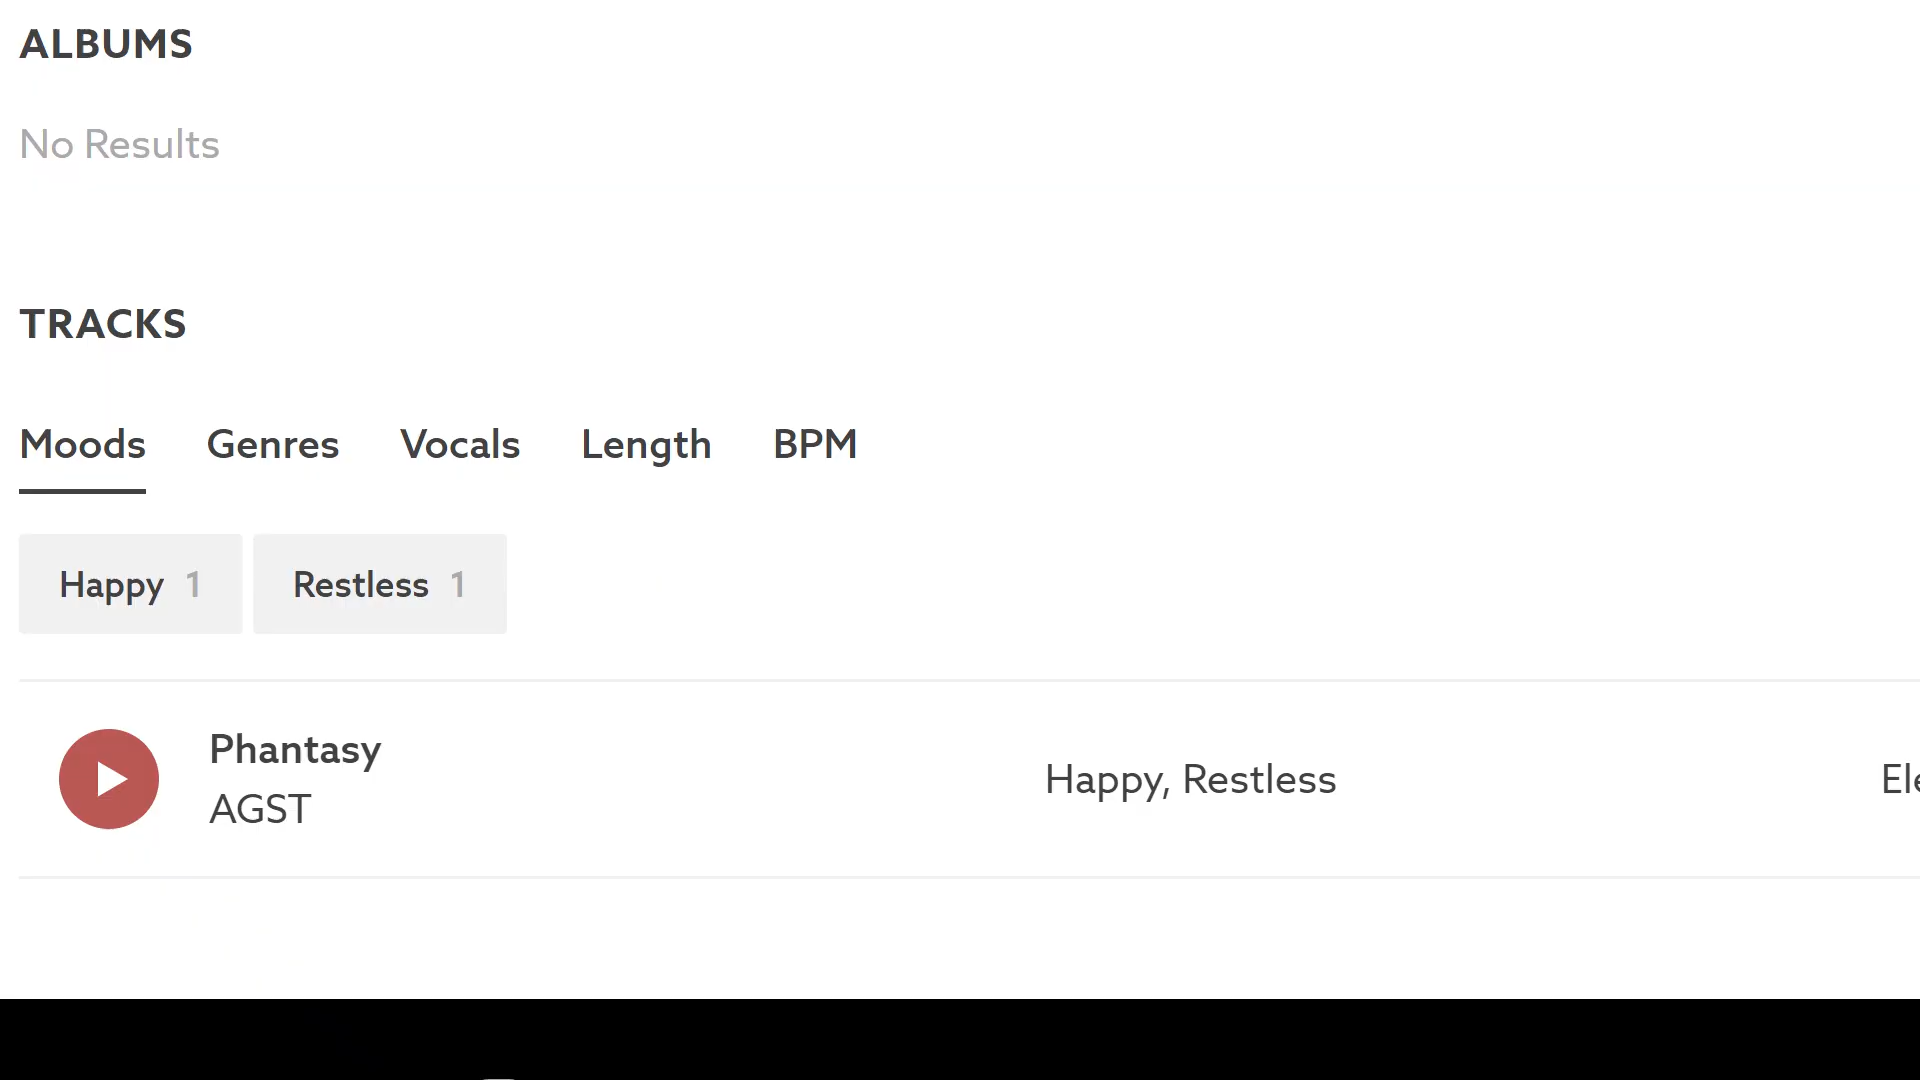 ALBUMS
No Results
TRACKS
Moods Genres Vocals Length BPM
Happy 1 Restless 1
Phantasy
AGST
Happy, Restless